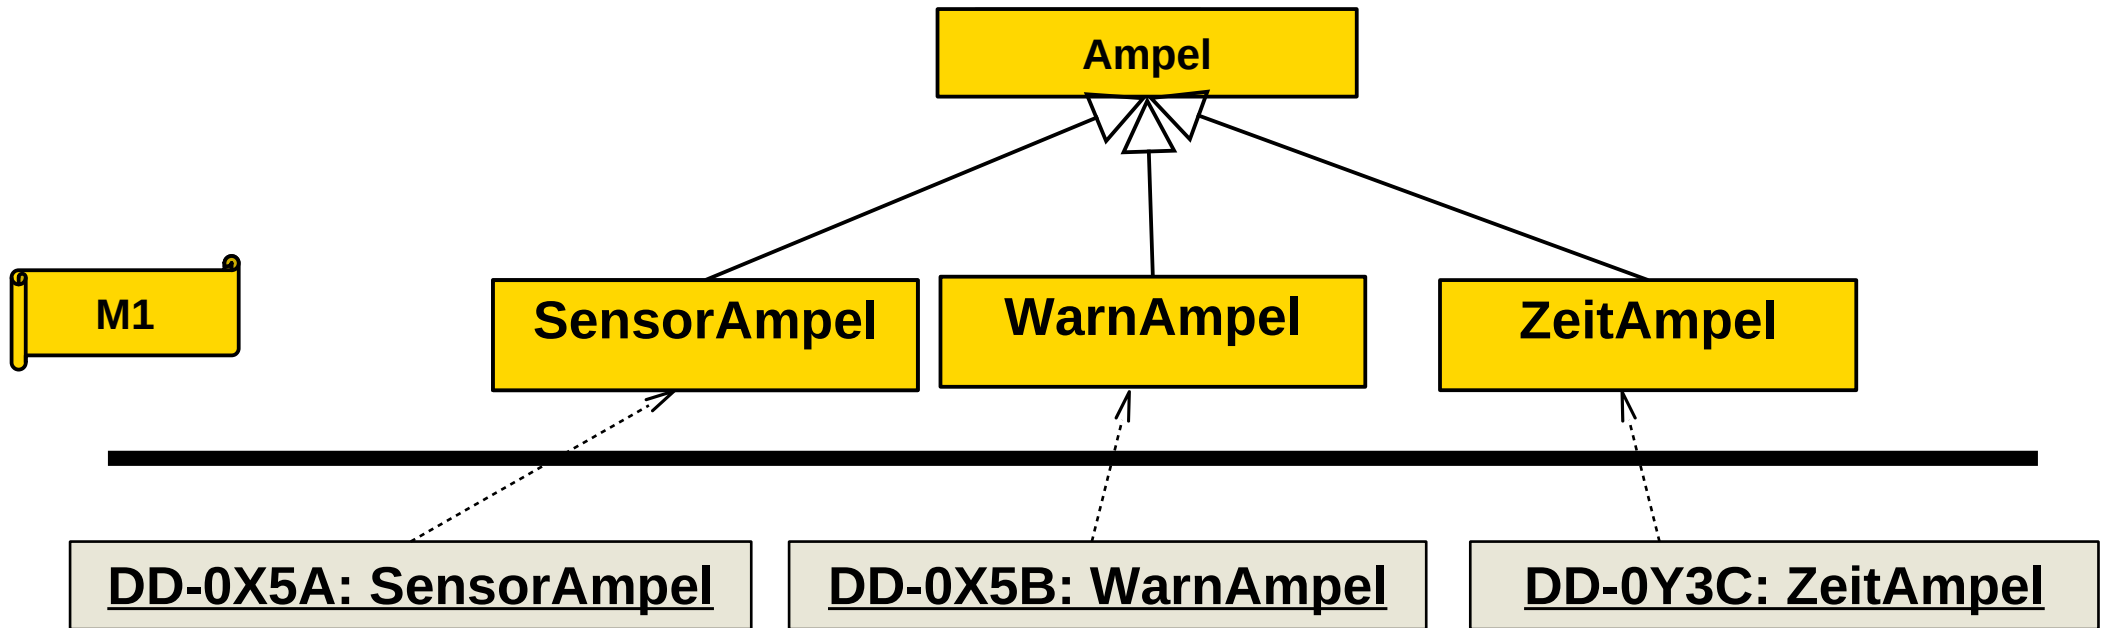 Ampel
M1
SensorAmpel
WarnAmpel
ZeitAmpel
DD-0X5A: SensorAmpel
DD-0X5B: WarnAmpel
DD-0Y3C: ZeitAmpel